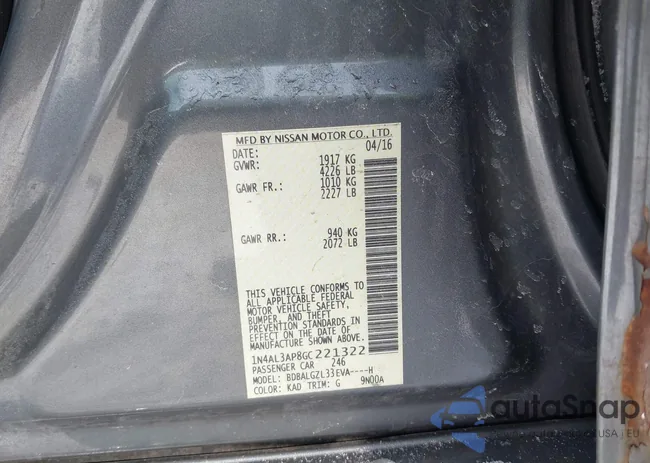 MFD BY NISSAN MOTOR CO., LTD.
DATE: 04/16
GVWR: 1917 KG
4226 LB
GAWR FR.: 1010 KG
2227 LB
GAWR RR.: 940 KG
2072 LB
THIS VEHICLE CONFORMS TO
ALL APPLICABLE FEDERAL
MOTOR VEHICLE SAFETY,
BUMPER, AND THEFT
PREVENTION STANDARDS IN
EFFECT ON THE DATE OF
MANUFACTURE SHOWN ABOVE.
1N4AL3AP8GC221322
PASSENGER CAR 246
MODEL: BDBALGZL33EVA----H
COLOR: KAD TRIM: G 9N00A
autoSnap
USA | EU